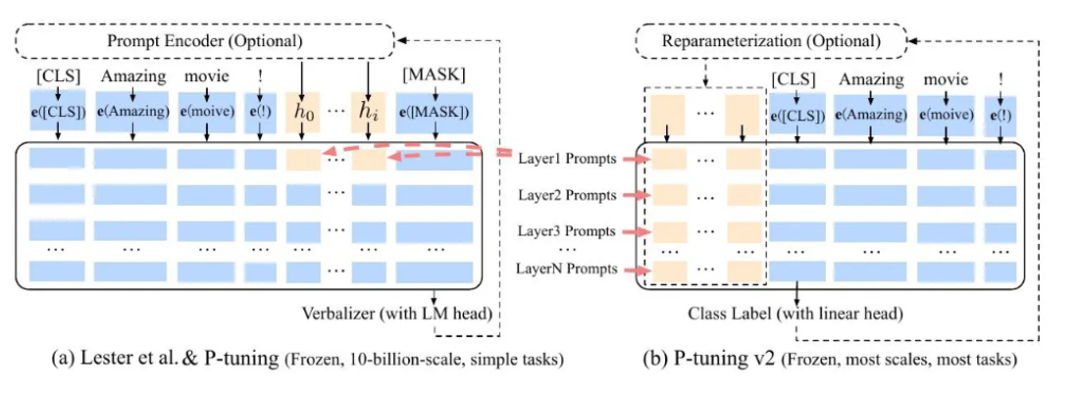 Prompt Encoder (Optional)
[CLS] Amazing movie ! [MASK]
e([CLS]) e(Amazing) e(moive) e(!) h0 ... hi e([MASK])
...
...
...
... ... ... ... ... ...
...
Verbalizer (with LM head)
(a) Lester et al. & P-tuning (Frozen, 10-billion-scale, simple tasks)
Layer1 Prompts
Layer2 Prompts
Layer3 Prompts
...
LayerN Prompts
Reparameterization (Optional)
[CLS] Amazing movie !
... e([CLS]) e(Amazing) e(moive) e(!)
...
...
...
... ... ... ... ... ...
...
Class Label (with linear head)
(b) P-tuning v2 (Frozen, most scales, most tasks)